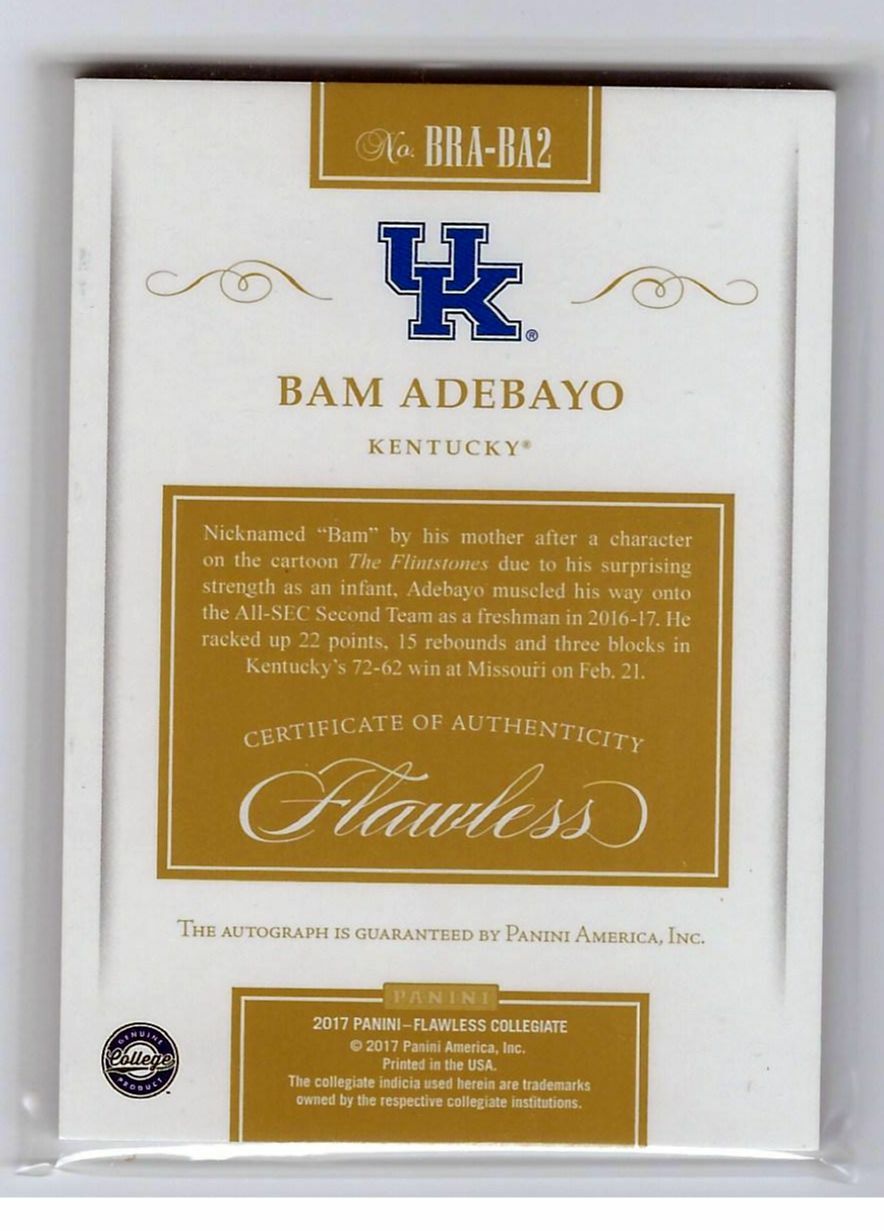 No. BRA-BA2
UK®
BAM ADEBAYO
KENTUCKY®
Nicknamed “Bam” by his mother after a character
on the cartoon The Flintstones due to his surprising
strength as an infant, Adebayo muscled his way onto
the All-SEC Second Team as a freshman in 2016-17. He
racked up 22 points, 15 rebounds and three blocks in
Kentucky’s 72-62 win at Missouri on Feb. 21.
CERTIFICATE OF AUTHENTICITY
Flawless
THE AUTOGRAPH IS GUARANTEED BY PANINI AMERICA, INC.
PANINI
2017 PANINI–FLAWLESS COLLEGIATE
© 2017 Panini America, Inc.
Printed in the USA.
The collegiate indicia used herein are trademarks
owned by the respective collegiate institutions.
GENUINE
College
PRODUCT